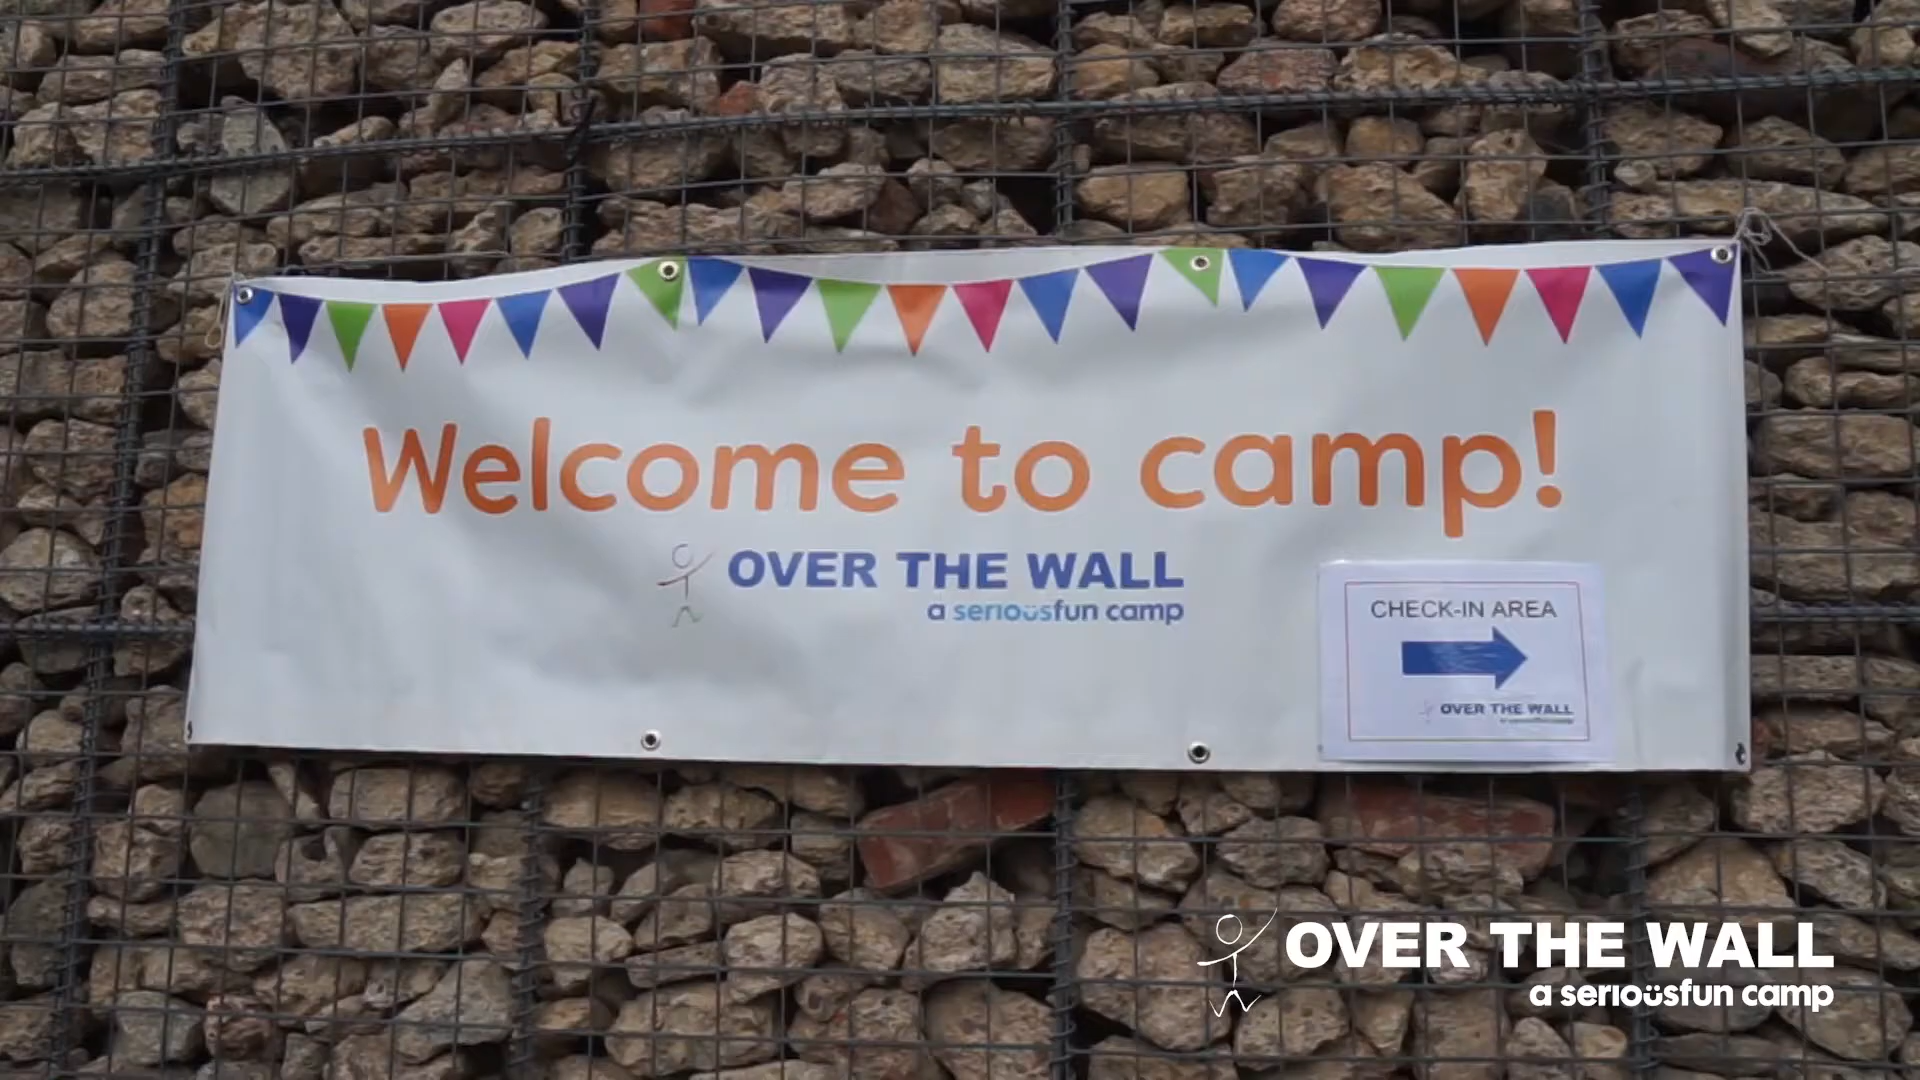 Welcome to camp!
OVER THE WALL
a seriousfun camp
CHECK-IN AREA
OVER THE WALL
OVER THE WALL
a seriousfun camp